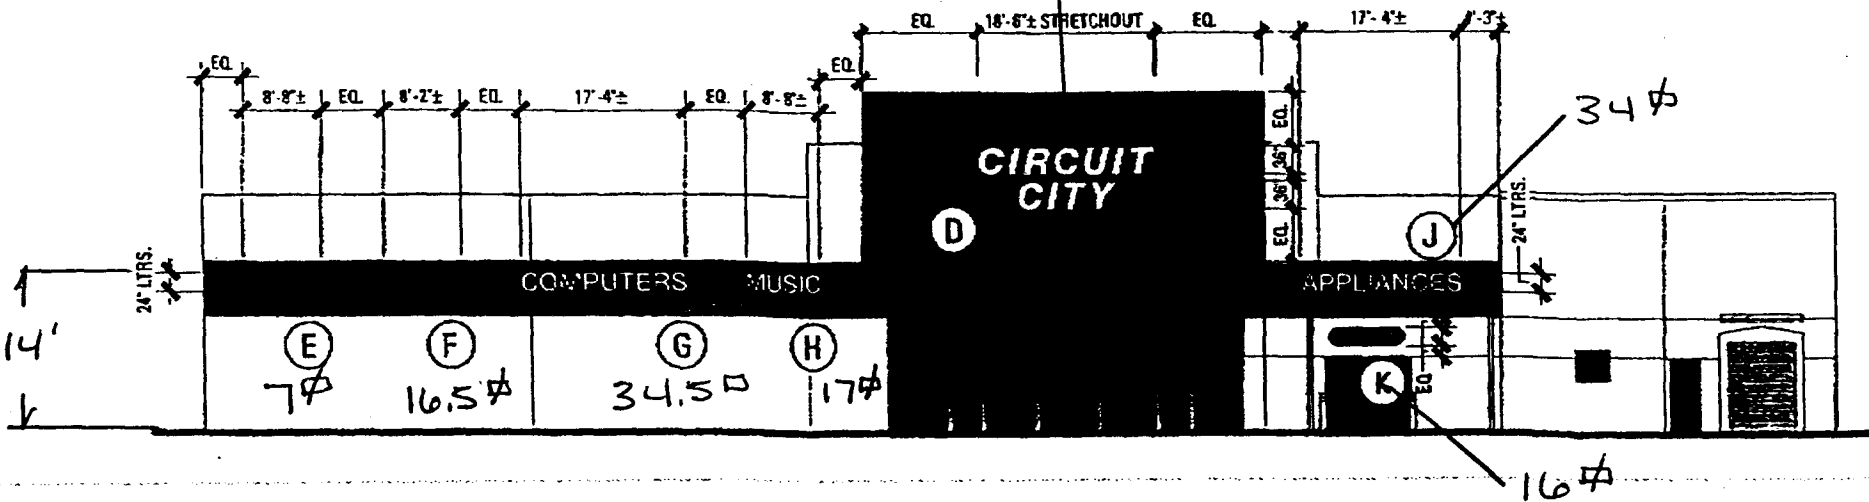 EQ. 18'-6"± STRETCHOUT EQ. 17'-4"± 1'-3"±
EQ. EQ.
8'-8"± EQ. 8'-2"± EQ. 17'-4"± EQ. 8'-8"±
34⌀
EQ.
36"
36"
EQ.
CIRCUIT
CITY
D
J
24" LTRS.
24" LTRS.
COMPUTERS MUSIC APPLIANCES
14'
E F G H
7⌀ 16.5⌀ 34.5□ 17⌀
K
EQ.
16⌀